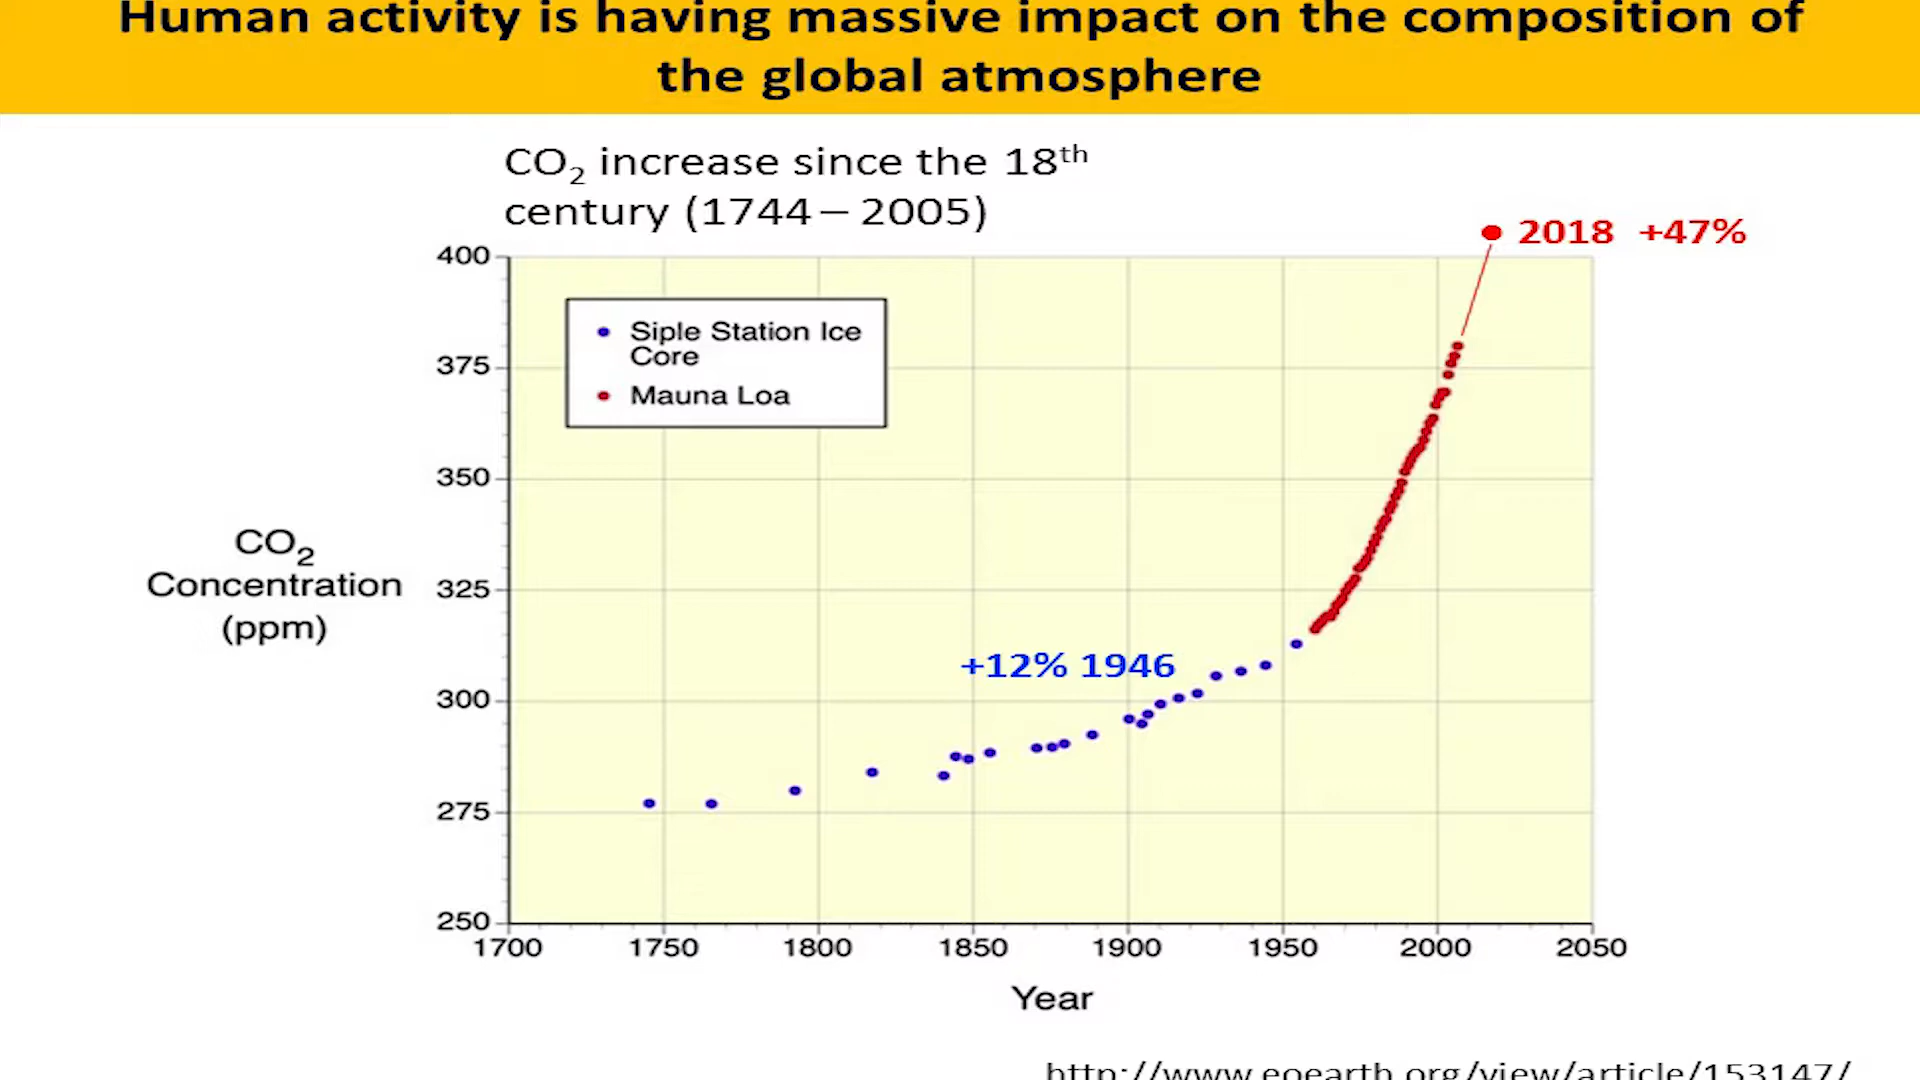 Human activity is having massive impact on the composition of
the global atmosphere
CO₂ increase since the 18ᵗʰ
century (1744 – 2005)
2018 +47%
400
Siple Station Ice
Core
Mauna Loa
375
350
CO₂
Concentration
(ppm)
325
+12% 1946
300
275
250
1700 1750 1800 1850 1900 1950 2000 2050
Year
http://www.eoearth.org/view/article/153147/